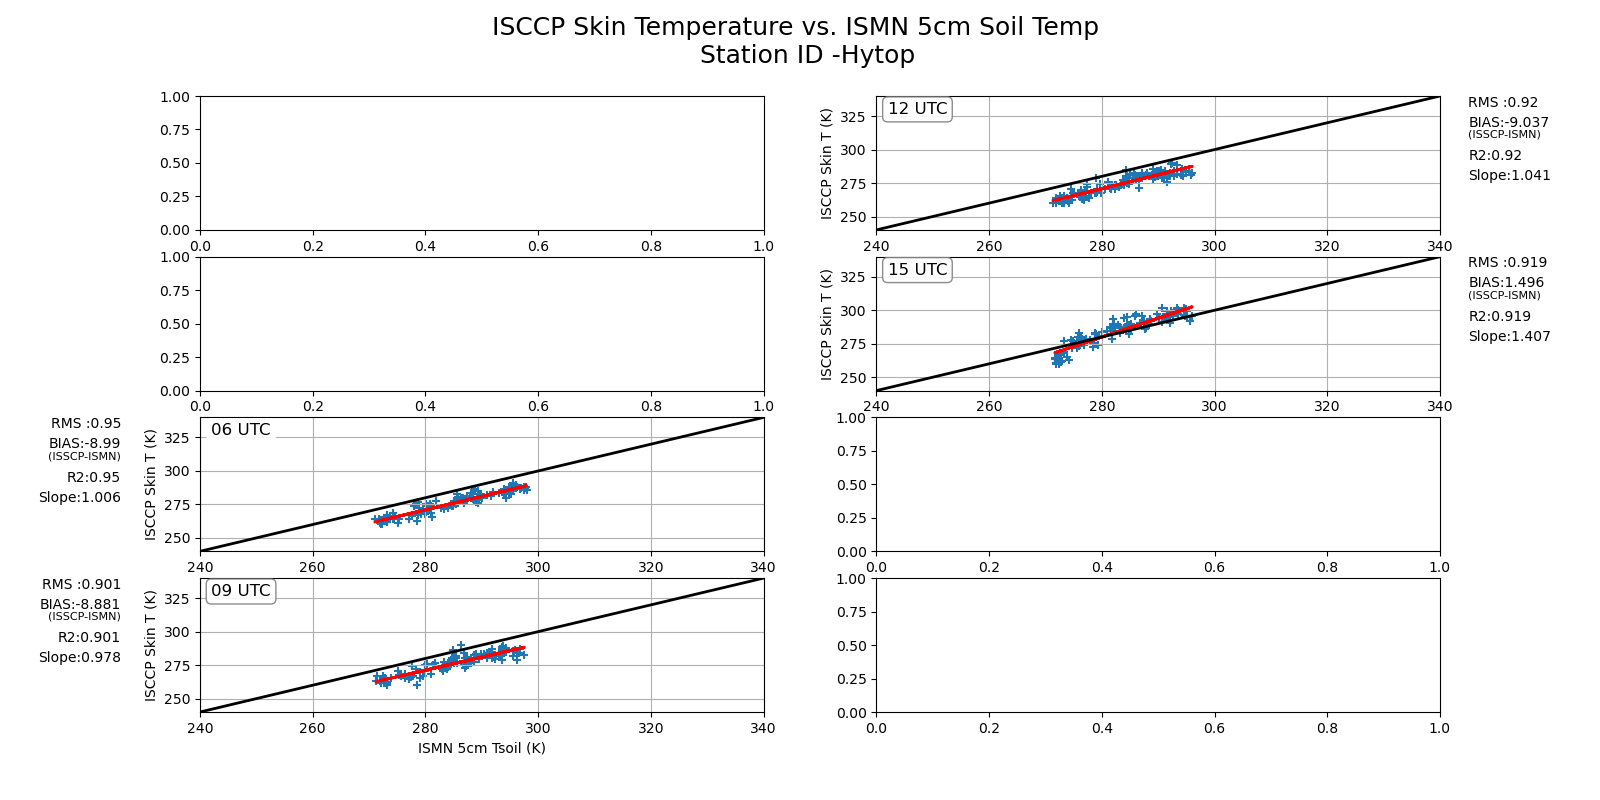 ISCCP Skin Temperature vs. ISMN 5cm Soil Temp
Station ID -Hytop
1.00
0.75
0.50
0.25
0.00
0.0 0.2 0.4 0.6 0.8 1.0
1.00
0.75
0.50
0.25
0.00
0.0 0.2 0.4 0.6 0.8 1.0
RMS :0.95
BIAS:-8.99
(ISSCP-ISMN)
R2:0.95
Slope:1.006
ISCCP Skin T (K)
06 UTC
325
300
275
250
240 260 280 300 320 340
RMS :0.901
BIAS:-8.881
(ISSCP-ISMN)
R2:0.901
Slope:0.978
ISCCP Skin T (K)
09 UTC
325
300
275
250
240 260 280 300 320 340
ISMN 5cm Tsoil (K)
ISCCP Skin T (K)
12 UTC
325
300
275
250
240 260 280 300 320 340
RMS :0.92
BIAS:-9.037
(ISSCP-ISMN)
R2:0.92
Slope:1.041
ISCCP Skin T (K)
15 UTC
325
300
275
250
240 260 280 300 320 340
RMS :0.919
BIAS:1.496
(ISSCP-ISMN)
R2:0.919
Slope:1.407
1.00
0.75
0.50
0.25
0.00
0.0 0.2 0.4 0.6 0.8 1.0
1.00
0.75
0.50
0.25
0.00
0.0 0.2 0.4 0.6 0.8 1.0